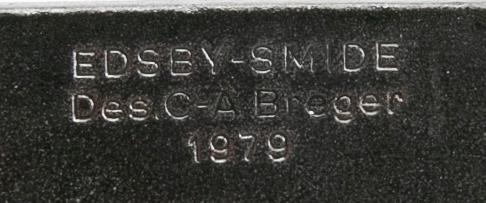 EDSBY-SMIDE
Des.C-A Breger
1979